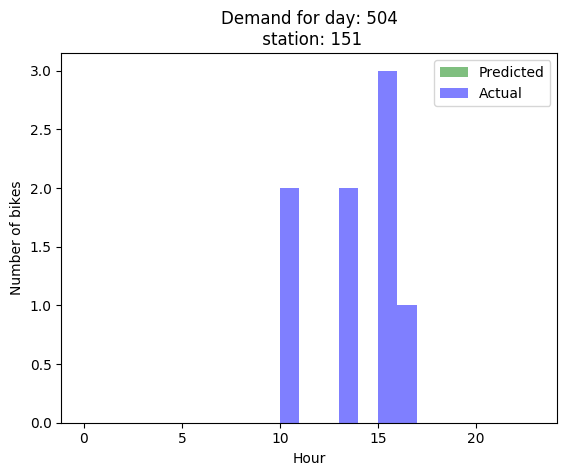 Demand for day: 504
station: 151
Predicted
Actual
Number of bikes
3.0
2.5
2.0
1.5
1.0
0.5
0.0
0 5 10 15 20
Hour